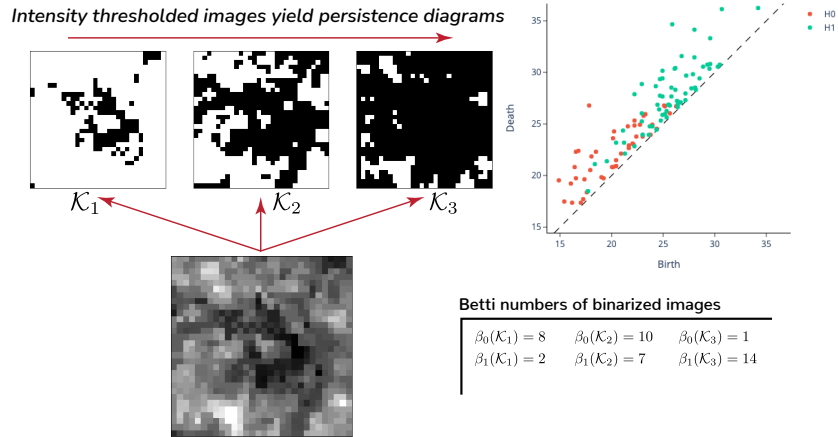 Intensity thresholded images yield persistence diagrams
K₁ K₂ K₃
35
30
25
20
15
Death
15 20 25 30 35
Birth
H0
H1
Betti numbers of binarized images
β₀(K₁) = 8 β₀(K₂) = 10 β₀(K₃) = 1
β₁(K₁) = 2 β₁(K₂) = 7 β₁(K₃) = 14